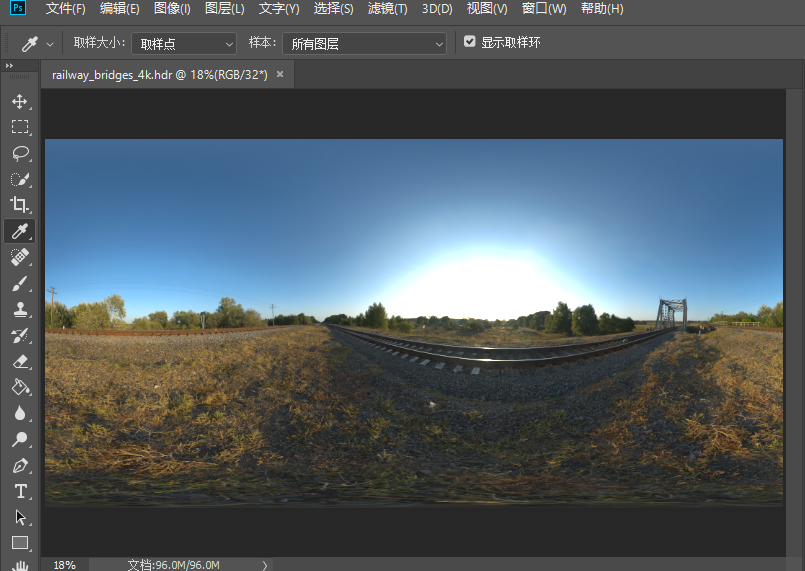 Ps 文件(F) 编辑(E) 图像(I) 图层(L) 文字(Y) 选择(S) 滤镜(T) 3D(D) 视图(V) 窗口(W) 帮助(H)
取样大小: 取样点 样本: 所有图层 显示取样环
railway_bridges_4k.hdr @ 18%(RGB/32*) ×
18% 文档:96.0M/96.0M